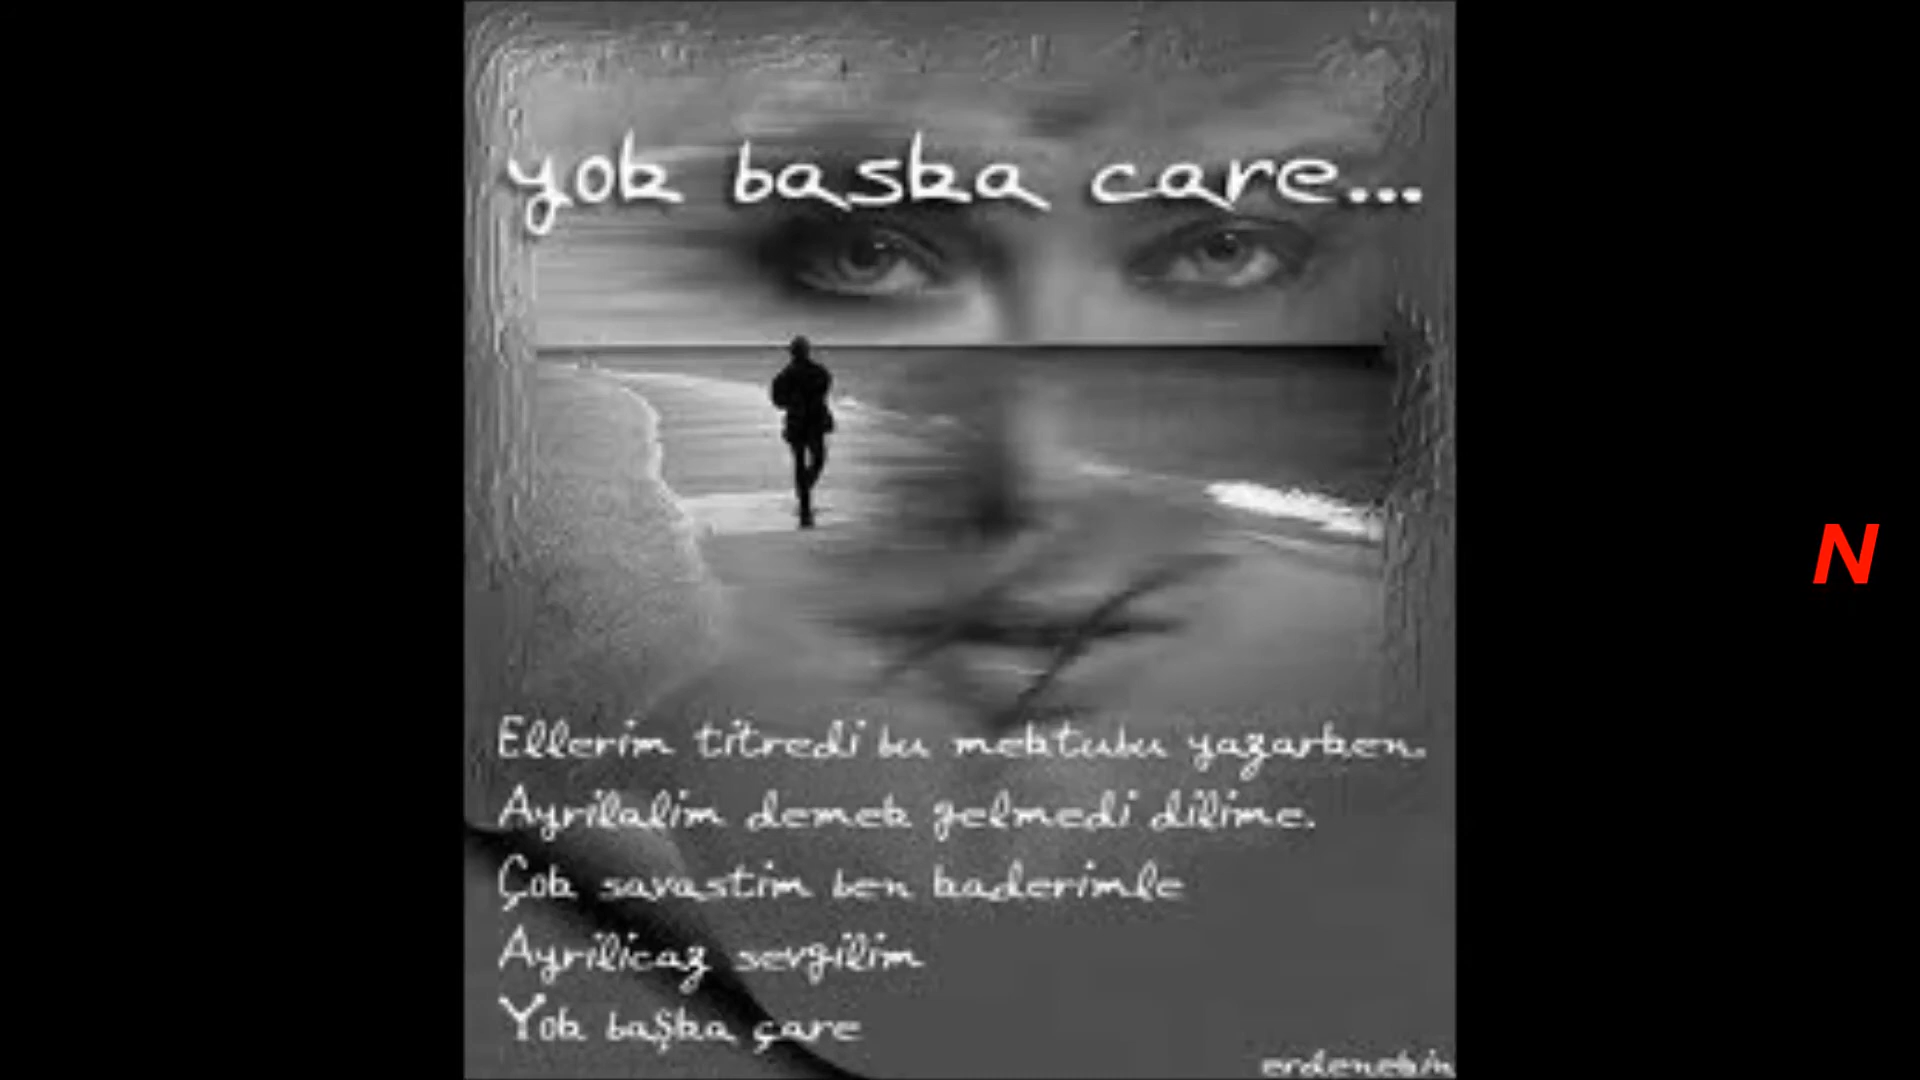 yok baska care...
N
Ellerim titredi bu mektubu yazarken.
Ayrilalim demek gelmedi dilime.
Çok savastim ben kaderimle
Ayrilicaz sevgilim
Yok başka çare